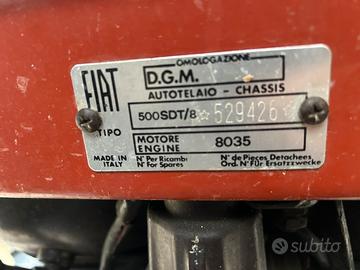 FIAT
OMOLOGAZIONE
D.G.M.
AUTOTELAIO - CHASSIS
500SDT/8 ☆529426☆
TIPO
MOTORE
ENGINE
8035
MADE IN
ITALY
N° Per Ricambi
N° for Spares
N° de Pieces Detachees
Ord. N° Für Ersatzzwecke
subito